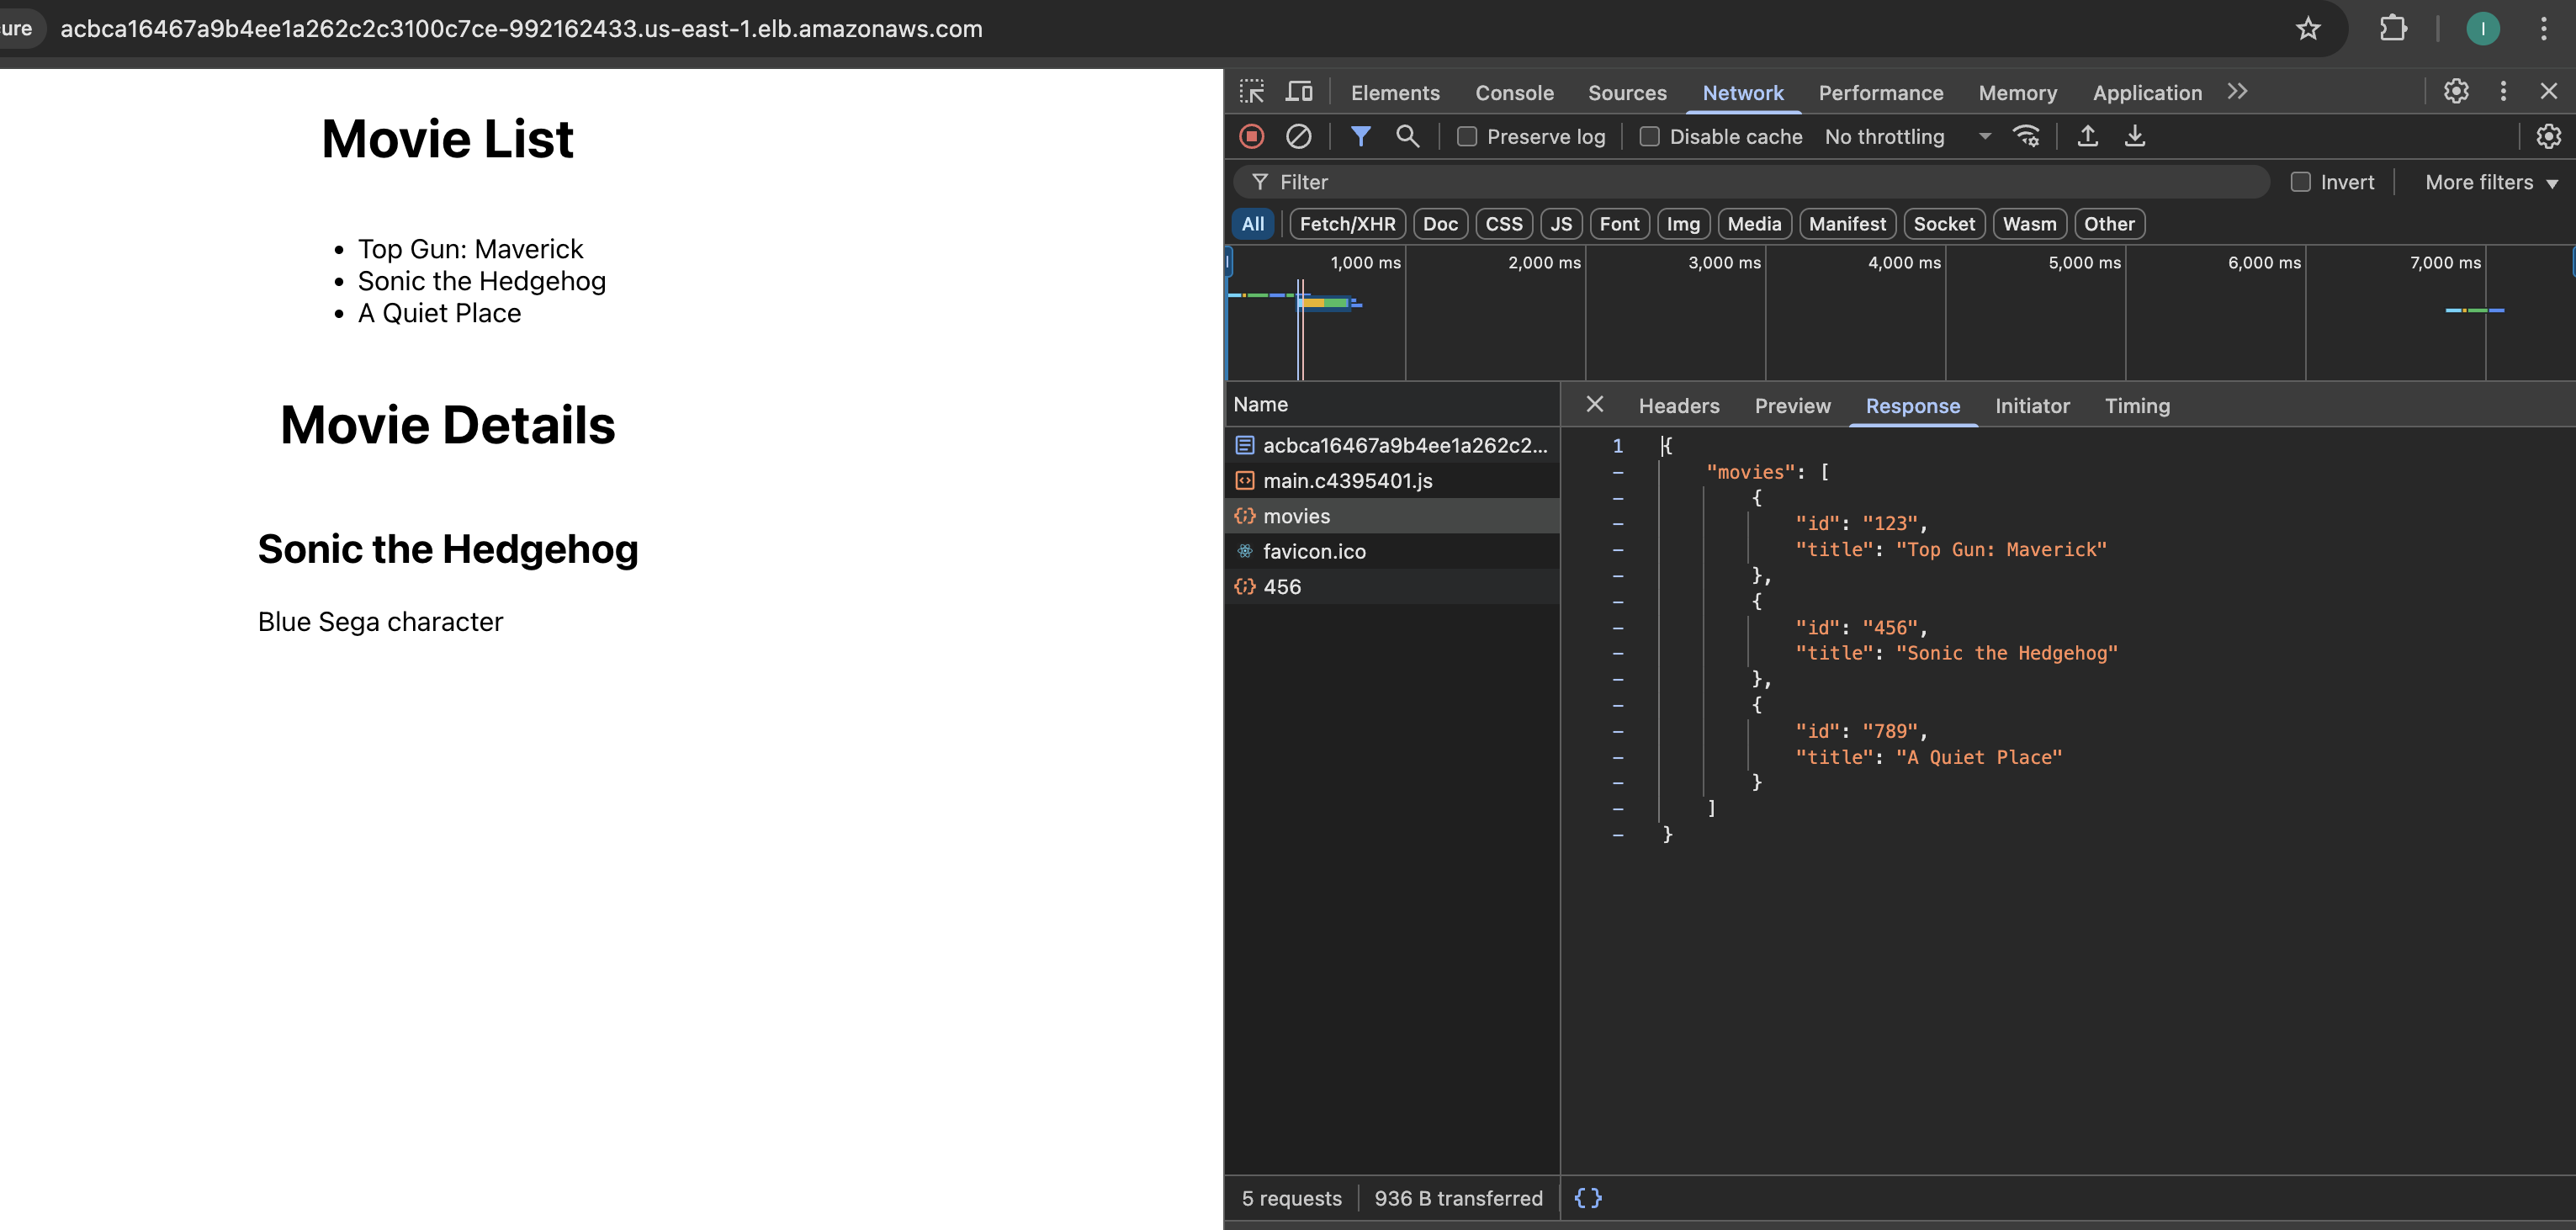 ure acbca16467a9b4ee1a262c2c3100c7ce-992162433.us-east-1.elb.amazonaws.com I
Movie List
Top Gun: Maverick
Sonic the Hedgehog
A Quiet Place
Movie Details
Sonic the Hedgehog
Blue Sega character
Elements Console Sources Network Performance Memory Application
Preserve log Disable cache No throttling
Filter Invert More filters
All Fetch/XHR Doc CSS JS Font Img Media Manifest Socket Wasm Other
1,000 ms 2,000 ms 3,000 ms 4,000 ms 5,000 ms 6,000 ms 7,000 ms
Name
acbca16467a9b4ee1a262c2...
main.c4395401.js
movies
favicon.ico
456
Headers Preview Response Initiator Timing
1 {
- "movies": [
- {
- "id": "123",
- "title": "Top Gun: Maverick"
- },
- {
- "id": "456",
- "title": "Sonic the Hedgehog"
- },
- {
- "id": "789",
- "title": "A Quiet Place"
- }
- ]
- }
5 requests 936 B transferred {}